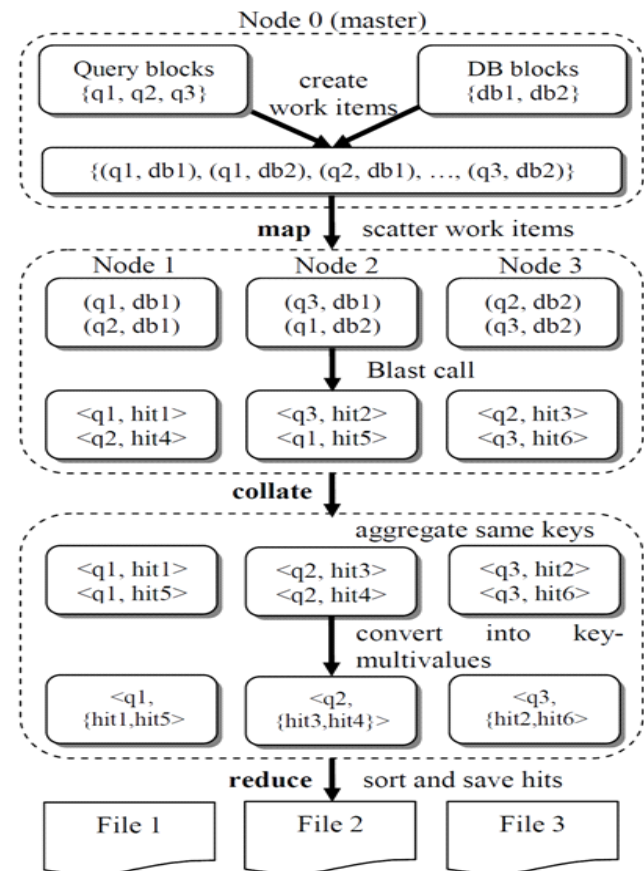 Node 0 (master)
Query blocks
{q1, q2, q3}
create
work items
DB blocks
{db1, db2}
{(q1, db1), (q1, db2), (q2, db1), …, (q3, db2)}
map
scatter work items
Node 1
Node 2
Node 3
(q1, db1)
(q2, db1)
(q3, db1)
(q1, db2)
(q2, db2)
(q3, db2)
Blast call
<q1, hit1>
<q2, hit4>
<q3, hit2>
<q1, hit5>
<q2, hit3>
<q3, hit6>
collate
aggregate same keys
<q1, hit1>
<q1, hit5>
<q2, hit3>
<q2, hit4>
<q3, hit2>
<q3, hit6>
convert into key-
multivalues
<q1,
{hit1,hit5>
<q2,
{hit3,hit4}>
<q3,
{hit2,hit6>
reduce
sort and save hits
File 1
File 2
File 3